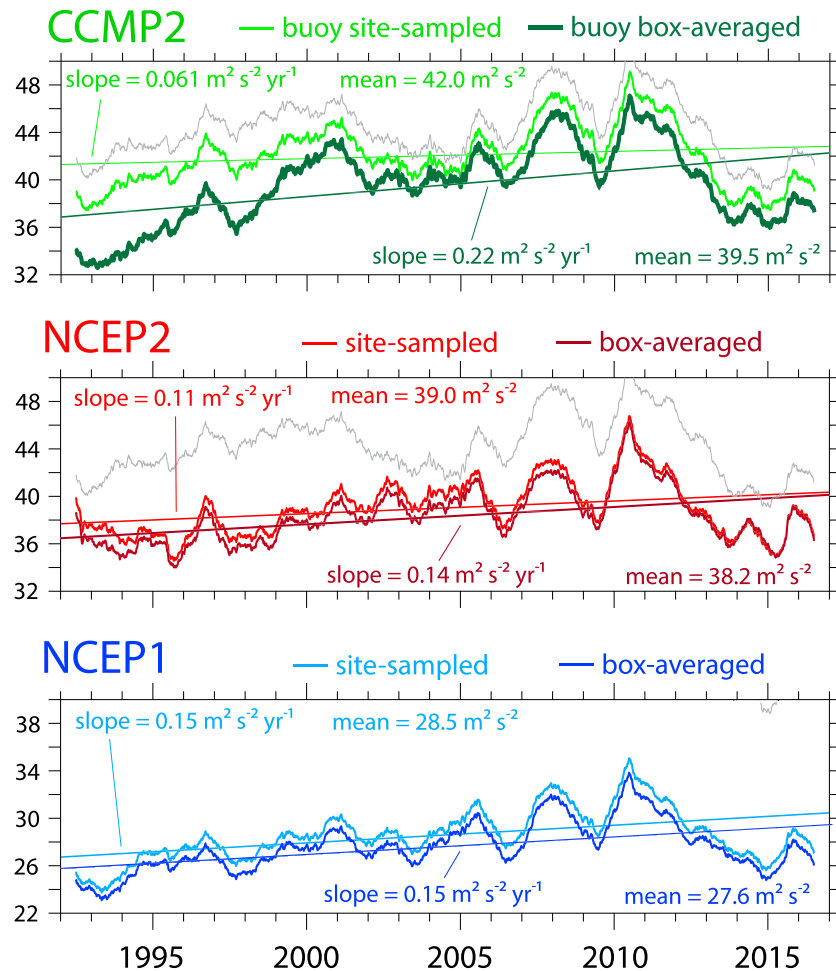 CCMP2 buoy site-sampled buoy box-averaged
slope = 0.061 m² s⁻² yr⁻¹ mean = 42.0 m² s⁻²
48
44
40
36
32
slope = 0.22 m² s⁻² yr⁻¹ mean = 39.5 m² s⁻²
NCEP2 site-sampled box-averaged
slope = 0.11 m² s⁻² yr⁻¹ mean = 39.0 m² s⁻²
48
44
40
36
32
slope = 0.14 m² s⁻² yr⁻¹ mean = 38.2 m² s⁻²
NCEP1 site-sampled box-averaged
slope = 0.15 m² s⁻² yr⁻¹ mean = 28.5 m² s⁻²
38
34
30
26
22
slope = 0.15 m² s⁻² yr⁻¹ mean = 27.6 m² s⁻²
1995 2000 2005 2010 2015